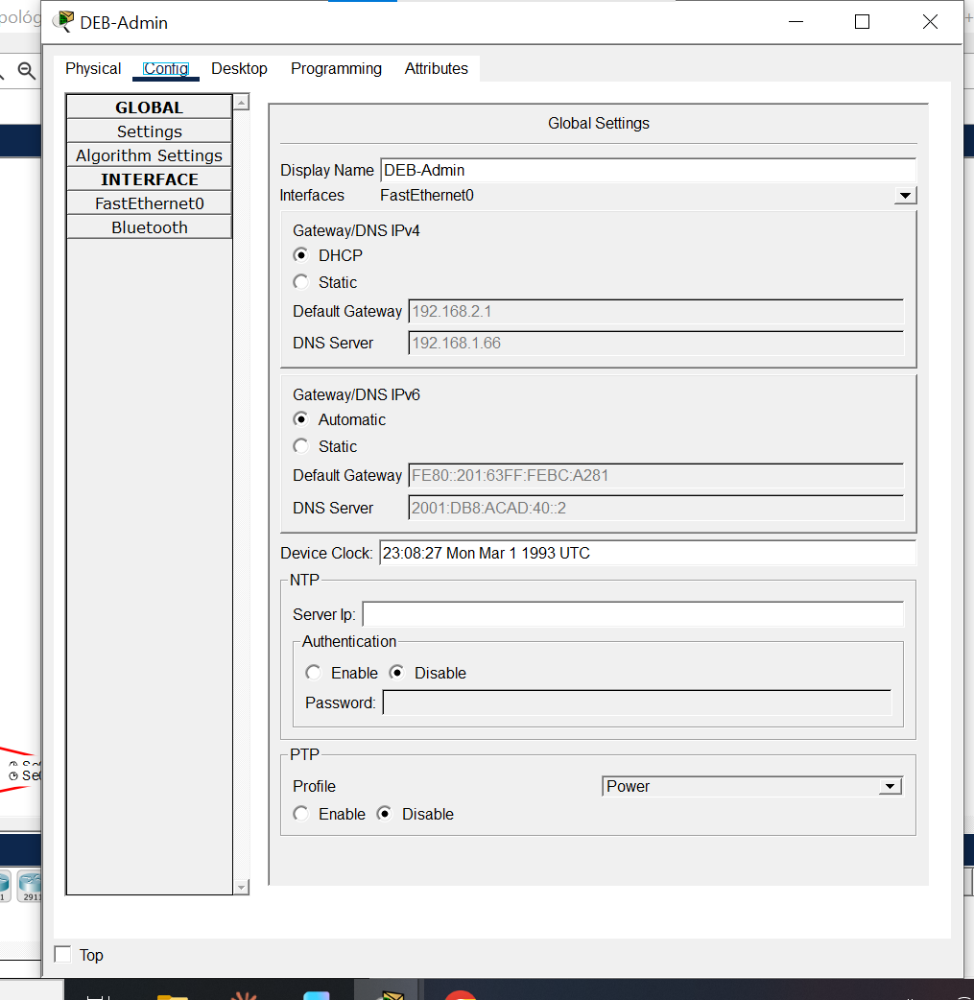 DEB-Admin
Physical Config Desktop Programming Attributes
GLOBAL
Settings
Algorithm Settings
INTERFACE
FastEthernet0
Bluetooth
Global Settings
Display Name DEB-Admin
Interfaces FastEthernet0
Gateway/DNS IPv4
DHCP
Static
Default Gateway 192.168.2.1
DNS Server 192.168.1.66
Gateway/DNS IPv6
Automatic
Static
Default Gateway FE80::201:63FF:FEBC:A281
DNS Server 2001:DB8:ACAD:40::2
Device Clock: 23:08:27 Mon Mar 1 1993 UTC
NTP
Server Ip:
Authentication
Enable Disable
Password:
PTP
Profile Power
Enable Disable
Top